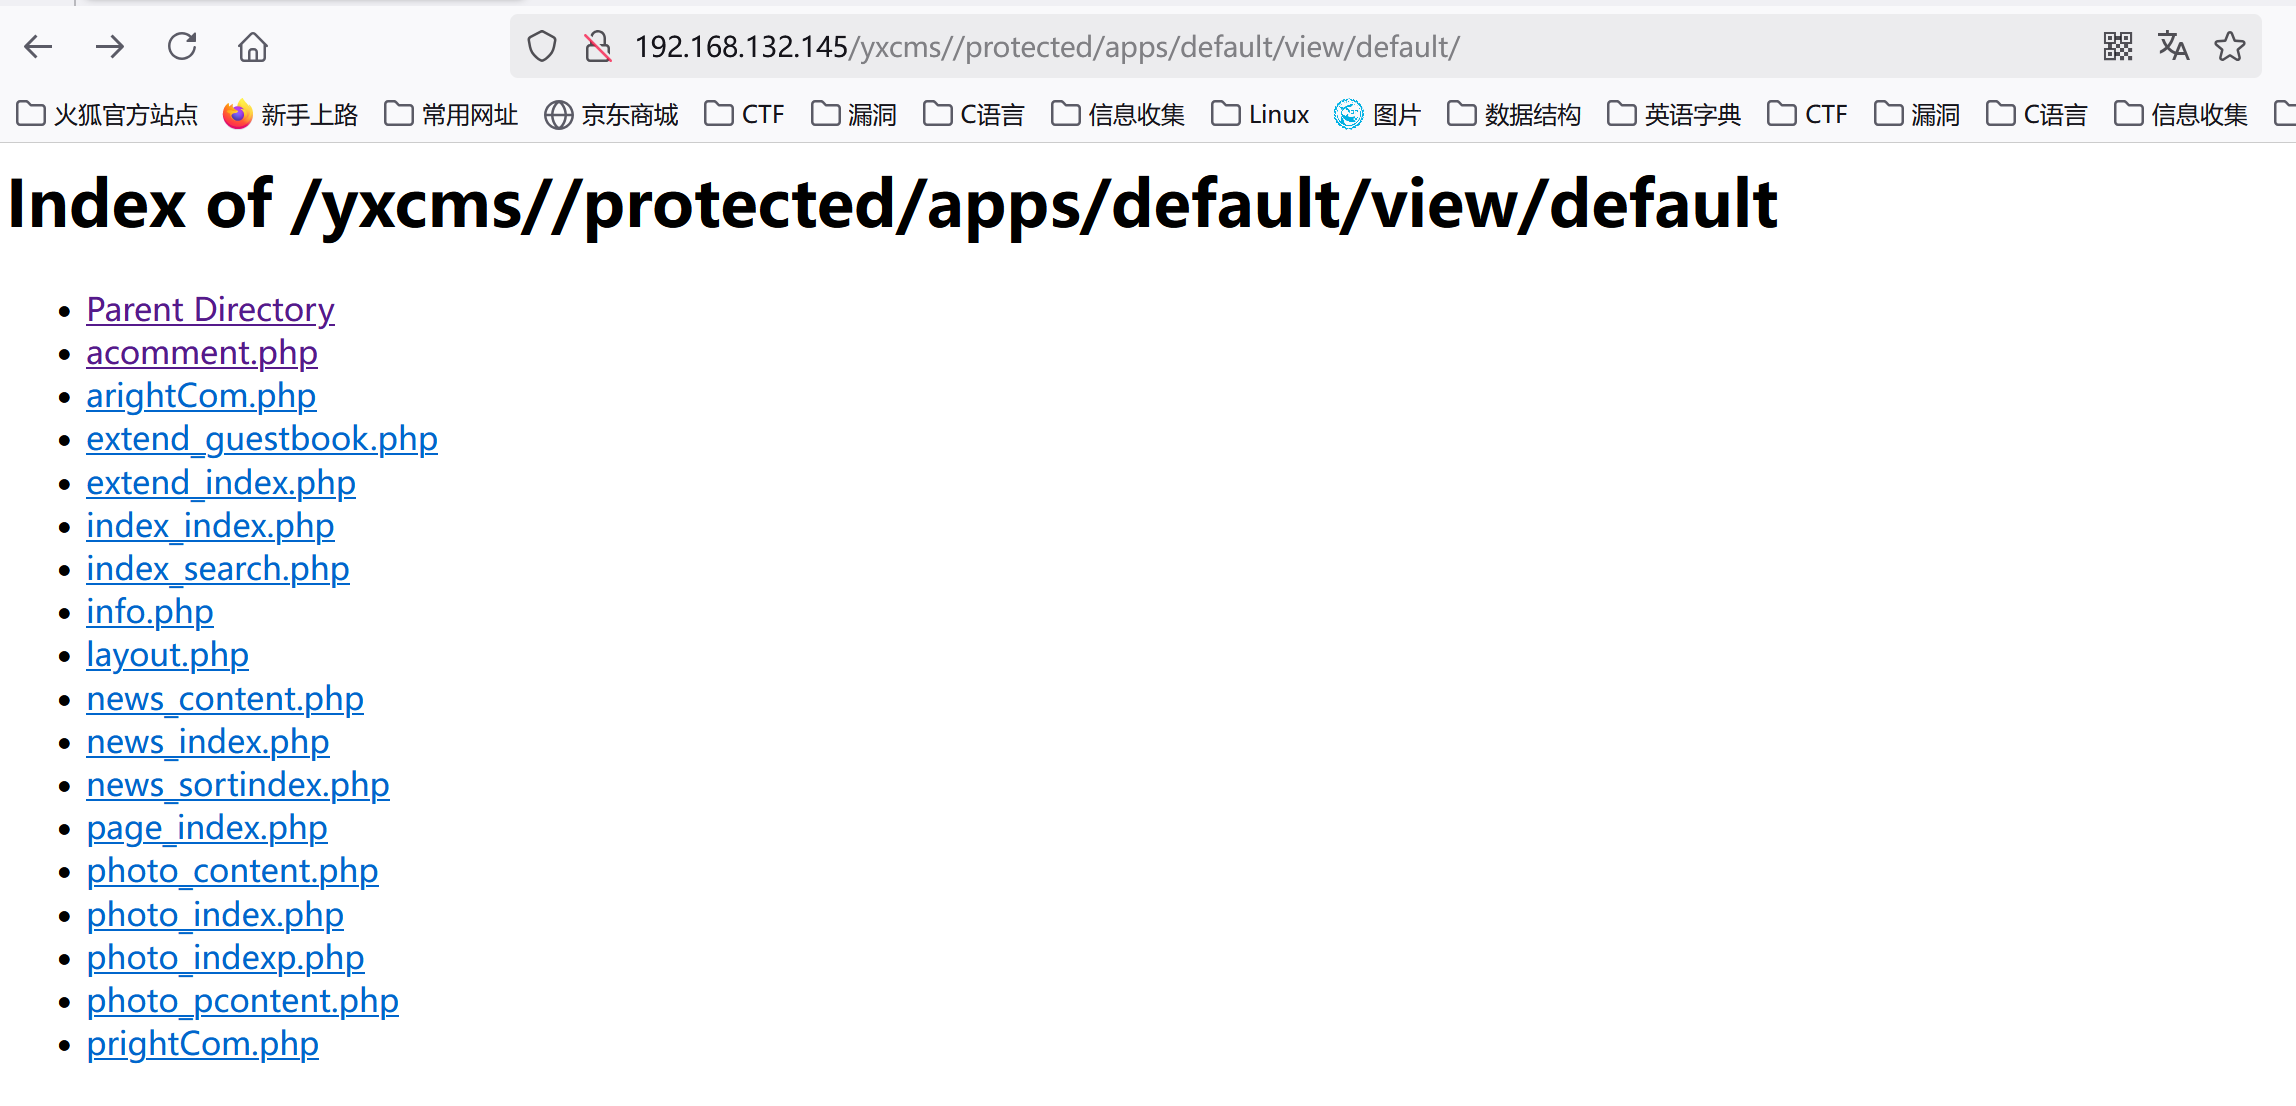 192.168.132.145/yxcms//protected/apps/default/view/default/
火狐官方站点 新手上路 常用网址 京东商城 CTF 漏洞 C语言 信息收集 Linux 图片 数据结构 英语字典 CTF 漏洞 C语言 信息收集
Index of /yxcms//protected/apps/default/view/default
Parent Directory
acomment.php
arightCom.php
extend_guestbook.php
extend_index.php
index_index.php
index_search.php
info.php
layout.php
news_content.php
news_index.php
news_sortindex.php
page_index.php
photo_content.php
photo_index.php
photo_indexp.php
photo_pcontent.php
prightCom.php